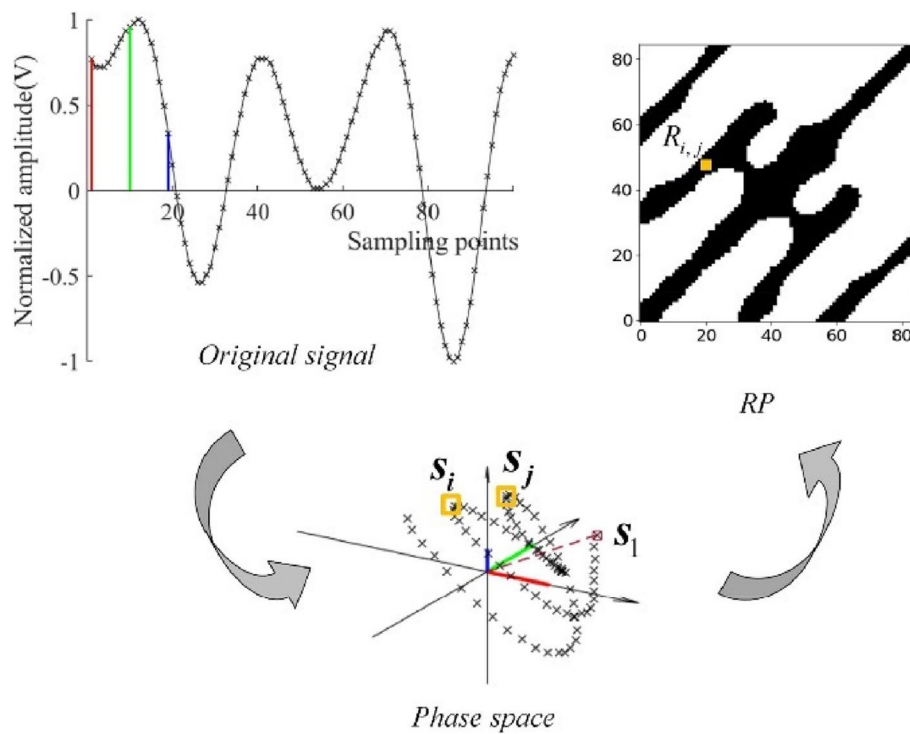 Normalized amplitude(V)
1
0.5
0
-0.5
-1
20
40
60
80
Sampling points
Original signal
80
60
40
20
0
R_{i,j}
0
20
40
60
80
RP
S_i
S_j
S_1
Phase space